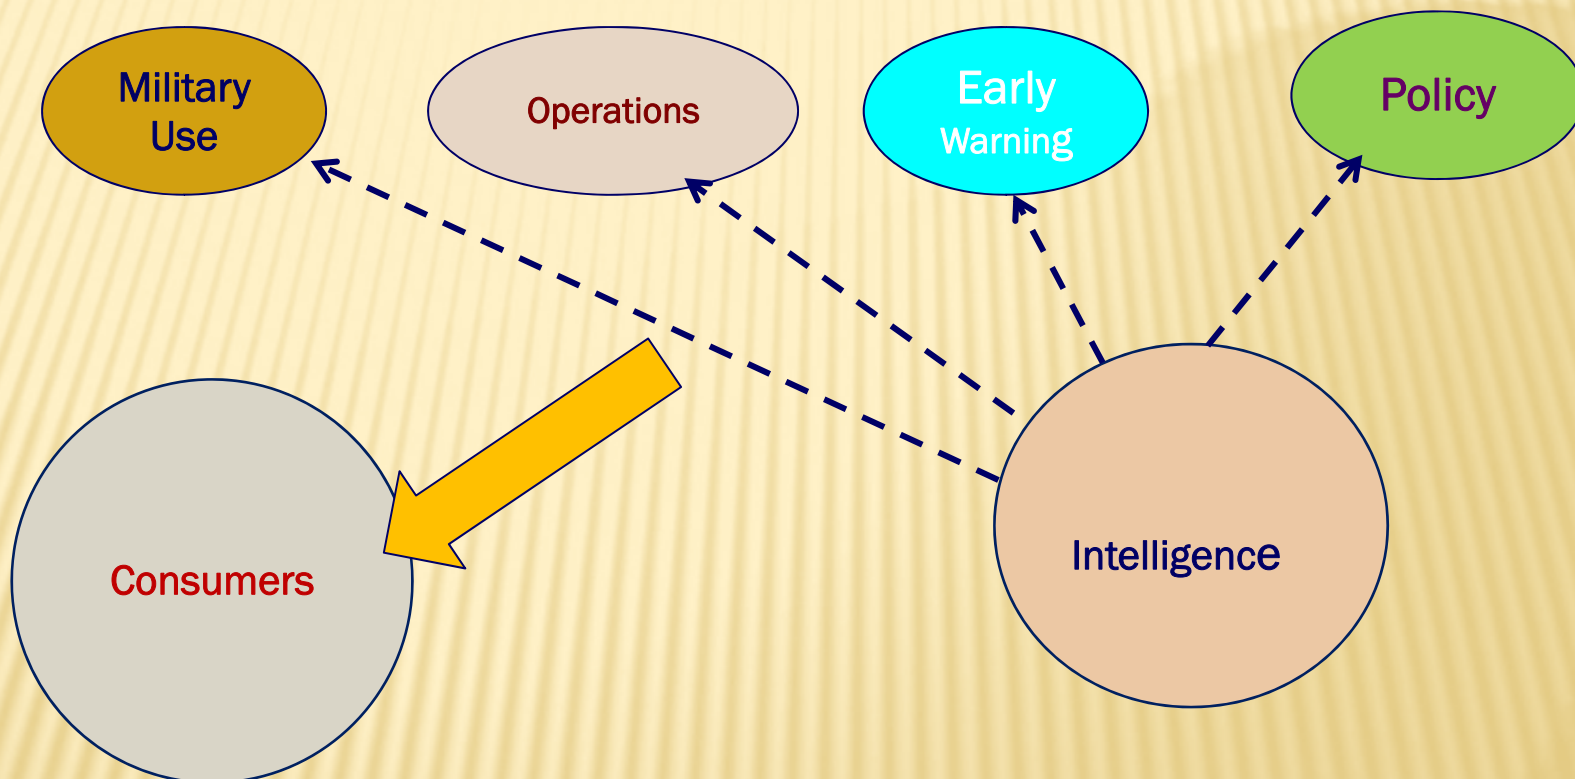 Military
Use
Operations
Early
Warning
Policy
Consumers
Intelligence